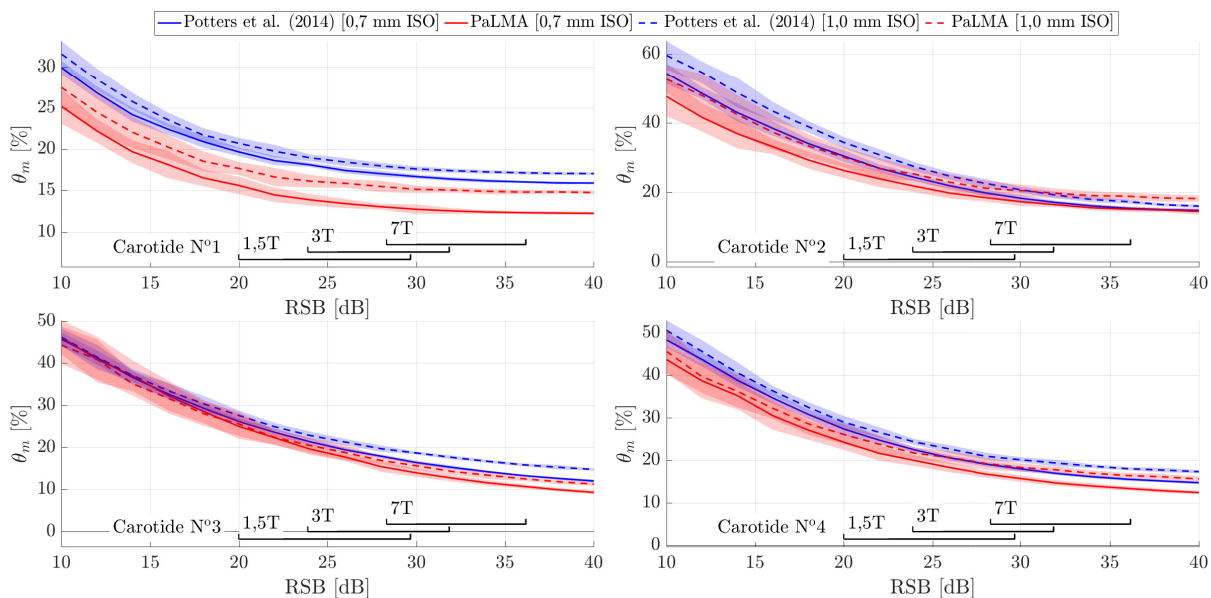 Potters et al. (2014) [0,7 mm ISO] PaLMA [0,7 mm ISO] Potters et al. (2014) [1,0 mm ISO] PaLMA [1,0 mm ISO]
θm [%]
30
25
20
15
10
Carotide Nº1
1,5T
3T
7T
10 15 20 25 30 35 40
RSB [dB]
θm [%]
60
40
20
0
Carotide Nº2
1,5T
3T
7T
10 15 20 25 30 35 40
RSB [dB]
θm [%]
50
40
30
20
10
0
Carotide Nº3
1,5T
3T
7T
10 15 20 25 30 35 40
RSB [dB]
θm [%]
50
40
30
20
10
0
Carotide Nº4
1,5T
3T
7T
10 15 20 25 30 35 40
RSB [dB]